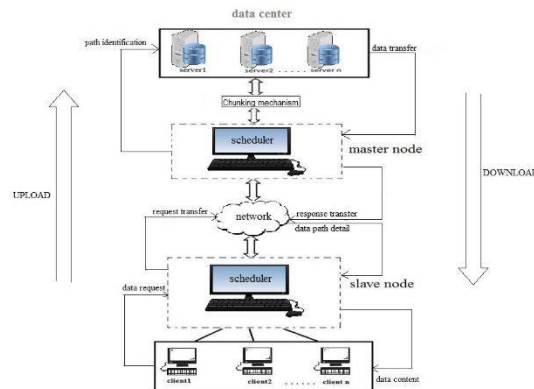 data center
path identification
data transfer
server1
server2
. . . . . .
server n
Chunking mechanism
scheduler
master node
UPLOAD
DOWNLOAD
request transfer
network
response transfer
data path detail
scheduler
slave node
data request
client1
client2
. . . . . .
client n
data content